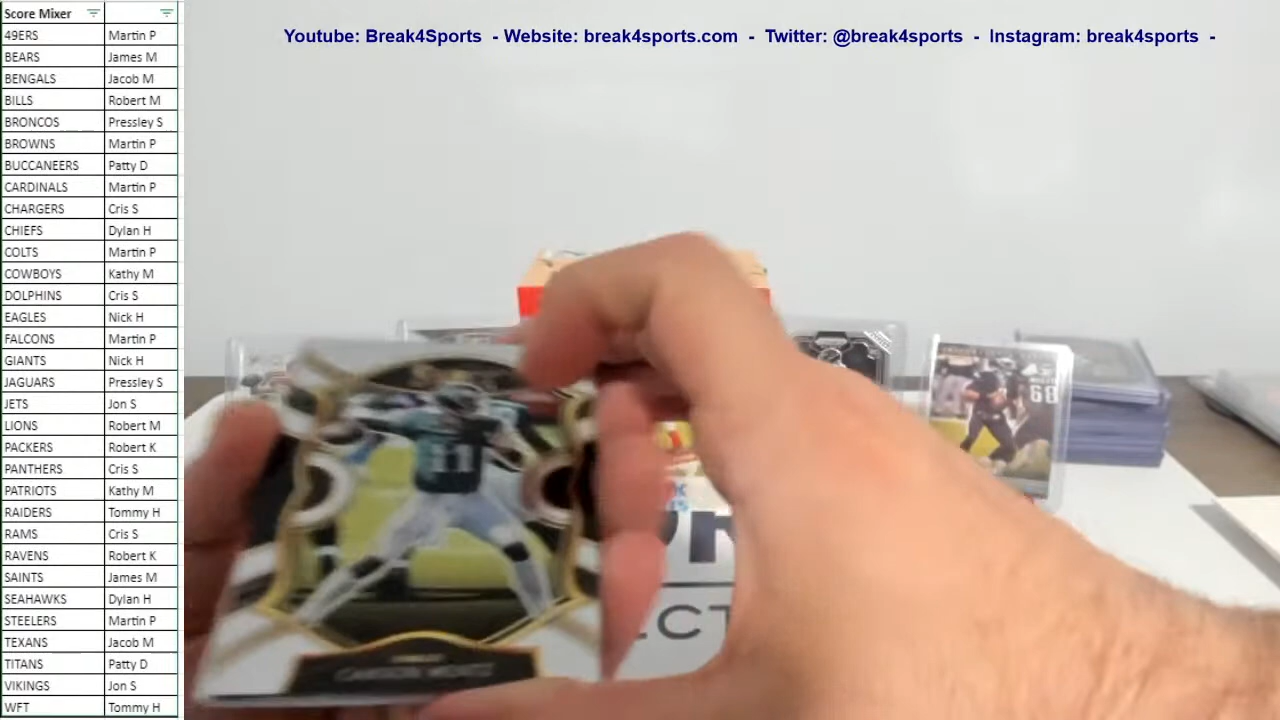 Score Mixer
Youtube: Break4Sports - Website: break4sports.com - Twitter: @break4sports - Instagram: break4sports -
49ERS Martin P
BEARS James M
BENGALS Jacob M
BILLS Robert M
BRONCOS Pressley S
BROWNS Martin P
BUCCANEERS Patty D
CARDINALS Martin P
CHARGERS Cris S
CHIEFS Dylan H
COLTS Martin P
COWBOYS Kathy M
DOLPHINS Cris S
EAGLES Nick H
FALCONS Martin P
GIANTS Nick H
JAGUARS Pressley S
JETS Jon S
LIONS Robert M
PACKERS Robert K
PANTHERS Cris S
PATRIOTS Kathy M
RAIDERS Tommy H
RAMS Cris S
RAVENS Robert K
SAINTS James M
SEAHAWKS Dylan H
STEELERS Martin P
TEXANS Jacob M
TITANS Patty D
VIKINGS Jon S
WFT Tommy H
11